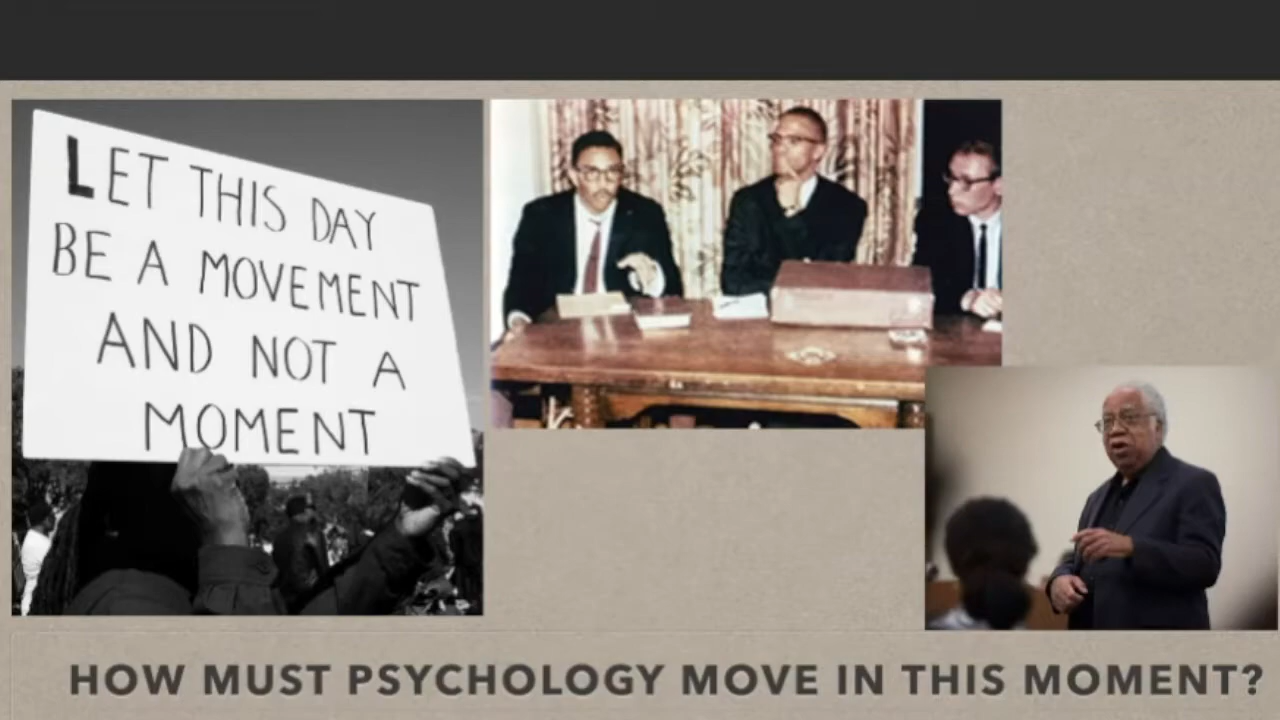 LET THIS DAY
BE A MOVEMENT
AND NOT A
MOMENT
HOW MUST PSYCHOLOGY MOVE IN THIS MOMENT?